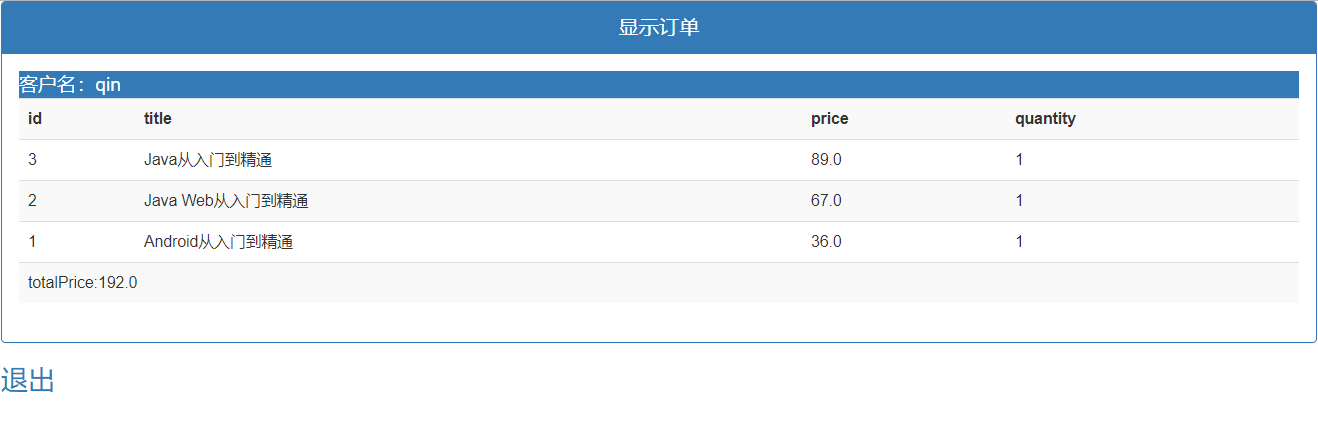 显示订单
客户名：qin
id title price quantity
3 Java从入门到精通 89.0 1
2 Java Web从入门到精通 67.0 1
1 Android从入门到精通 36.0 1
totalPrice:192.0
退出